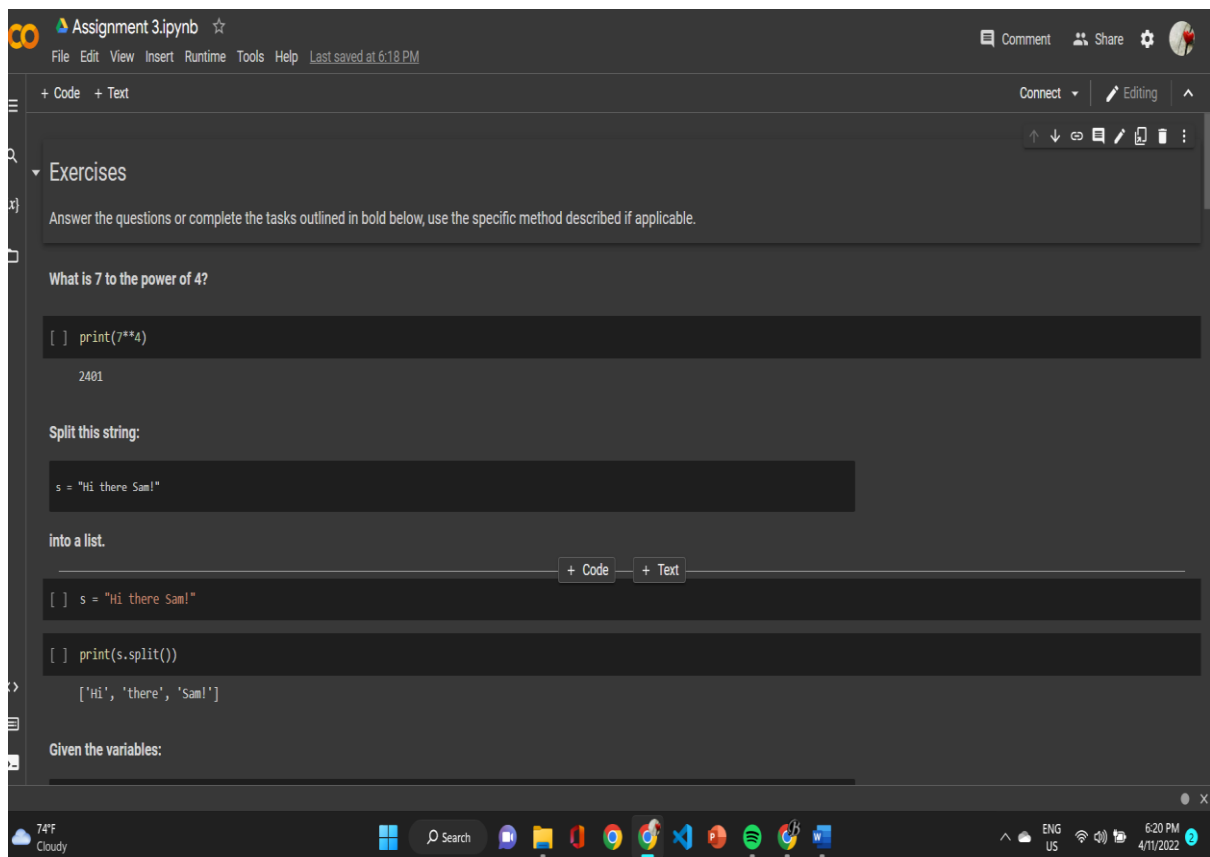 CO
Assignment 3.ipynb
Comment Share
File Edit View Insert Runtime Tools Help Last saved at 6:18 PM
+ Code + Text
Connect Editing
Exercises
Answer the questions or complete the tasks outlined in bold below, use the specific method described if applicable.
What is 7 to the power of 4?
[ ] print(7**4)
2401
Split this string:
s = "Hi there Sam!"
into a list.
+ Code + Text
[ ] s = "Hi there Sam!"
[ ] print(s.split())
['Hi', 'there', 'Sam!']
Given the variables:
74°F
Cloudy
Search
ENG
US
6:20 PM
4/11/2022
2